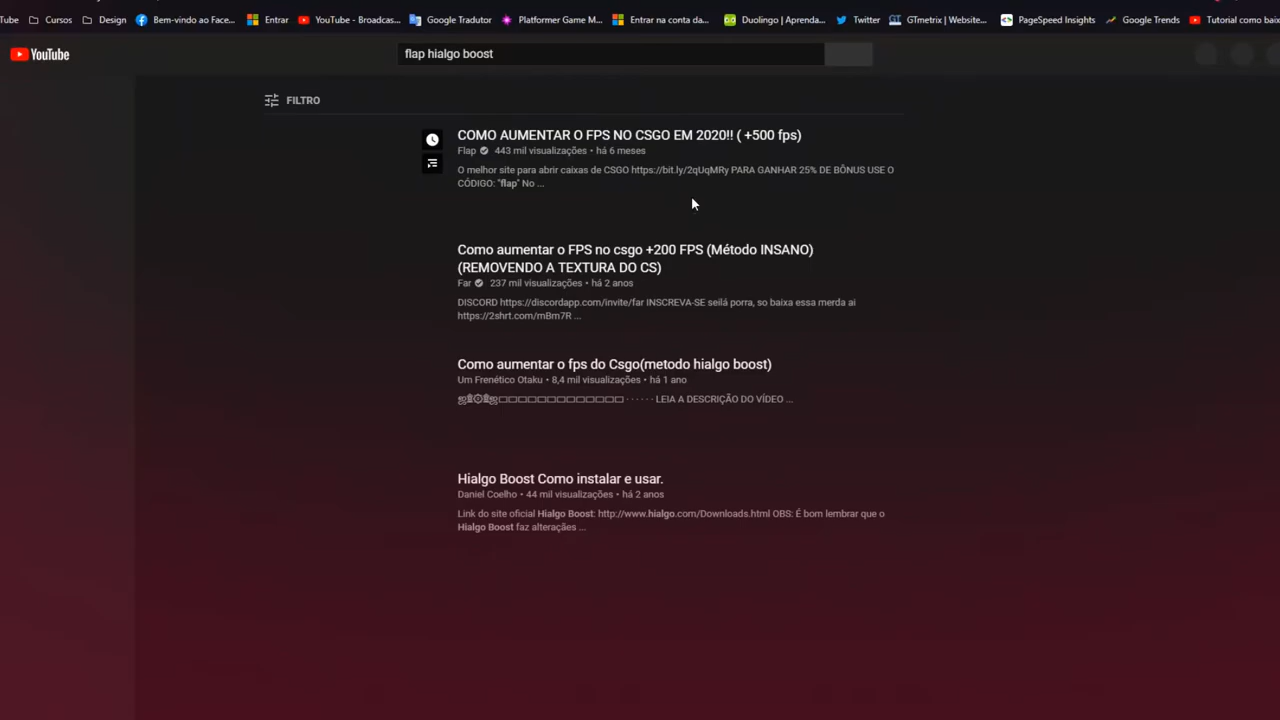 Tube Cursos Design Bem-vindo ao Face... Entrar YouTube - Broadcas... Google Tradutor Platformer Game M... Entrar na conta da... Duolingo | Aprenda... Twitter GTmetrix | Website... PageSpeed Insights Google Trends Tutorial como baix
YouTube flap hialgo boost
FILTRO
COMO AUMENTAR O FPS NO CSGO EM 2020!! ( +500 fps)
Flap 443 mil visualizações • há 6 meses
O melhor site para abrir caixas de CSGO https://bit.ly/2qUqMRy PARA GANHAR 25% DE BÔNUS USE O
CÓDIGO: "flap" No ...
Como aumentar o FPS no csgo +200 FPS (Método INSANO)
(REMOVENDO A TEXTURA DO CS)
Far 237 mil visualizações • há 2 anos
DISCORD https://discordapp.com/invite/far INSCREVA-SE seilá porra, so baixa essa merda ai
https://2shrt.com/mBm7R ...
Como aumentar o fps do Csgo(metodo hialgo boost)
Um Frenético Otaku • 8,4 mil visualizações • há 1 ano
LEIA A DESCRIÇÃO DO VÍDEO ...
Hialgo Boost Como instalar e usar.
Daniel Coelho • 44 mil visualizações • há 2 anos
Link do site oficial Hialgo Boost: http://www.hialgo.com/Downloads.html OBS: É bom lembrar que o
Hialgo Boost faz alterações ...